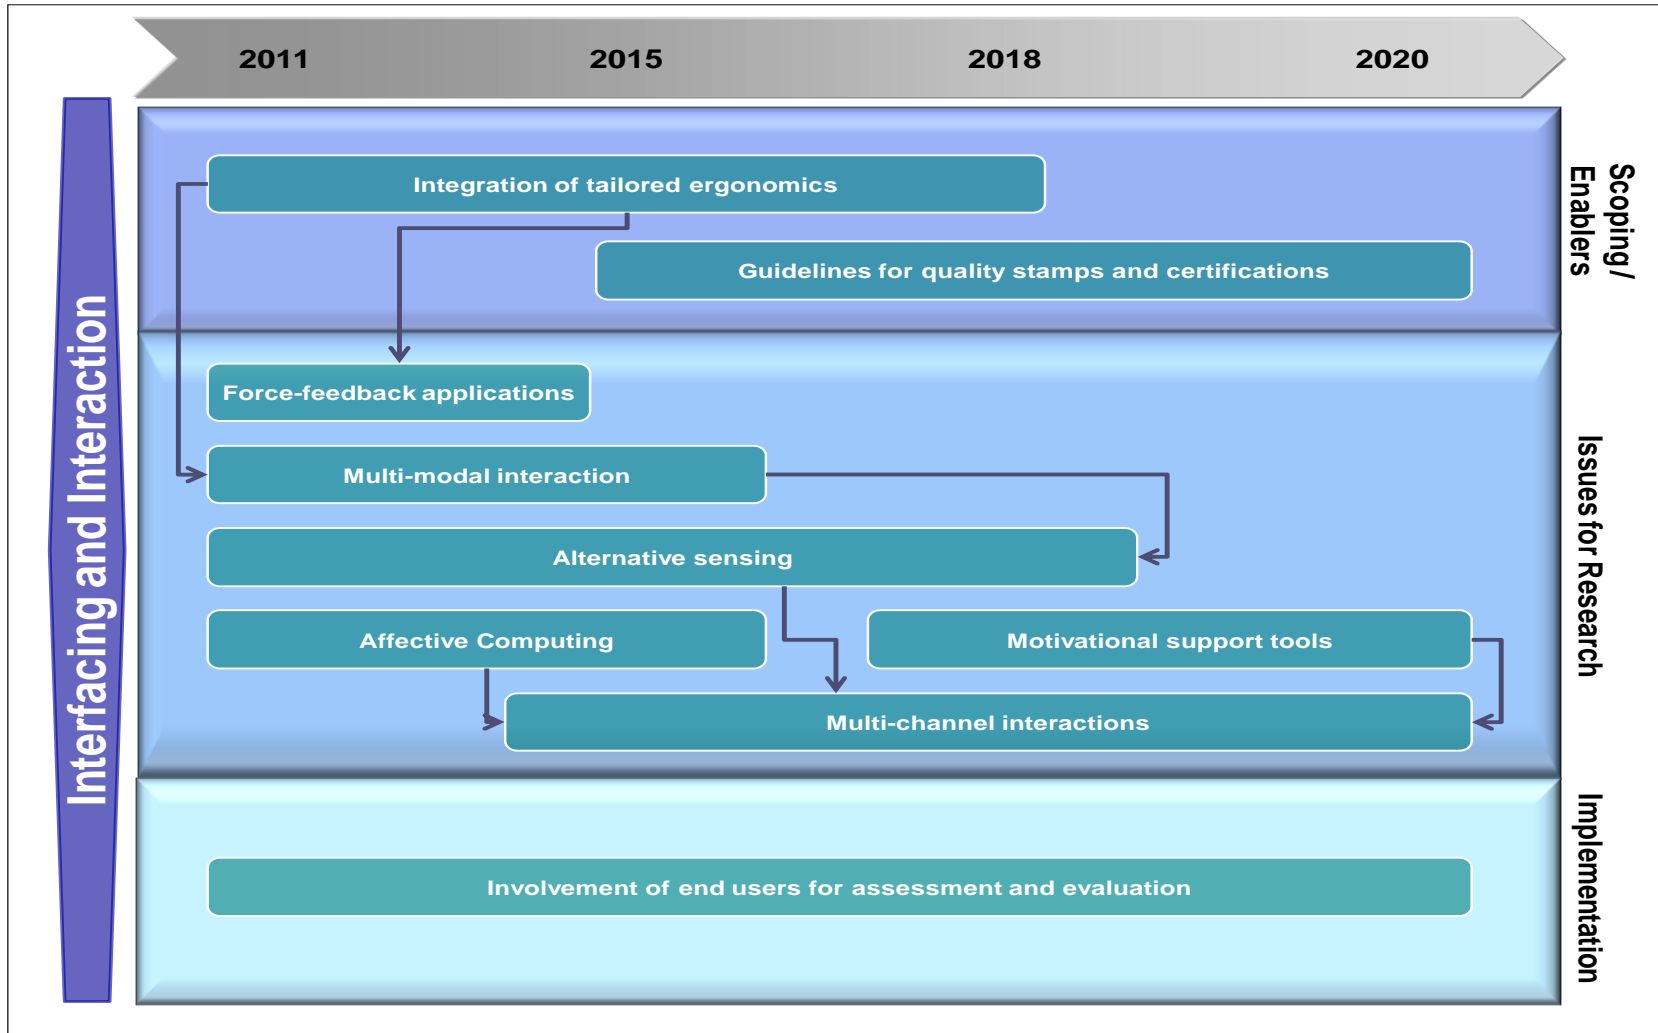 2011 2015 2018 2020
Interfacing and Interaction
Scoping/
Enablers
Integration of tailored ergonomics
Guidelines for quality stamps and certifications
Issues for Research
Force-feedback applications
Multi-modal interaction
Alternative sensing
Affective Computing
Motivational support tools
Multi-channel interactions
Implementation
Involvement of end users for assessment and evaluation